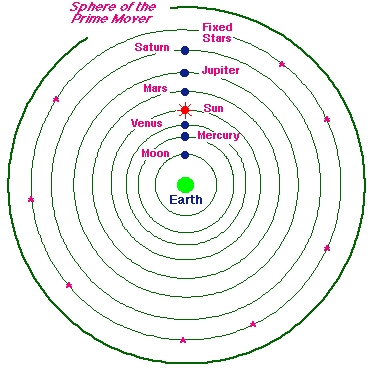 Sphere of the
Prime Mover
Fixed
Stars
Saturn
Jupiter
Mars
Sun
Venus
Mercury
Moon
Earth